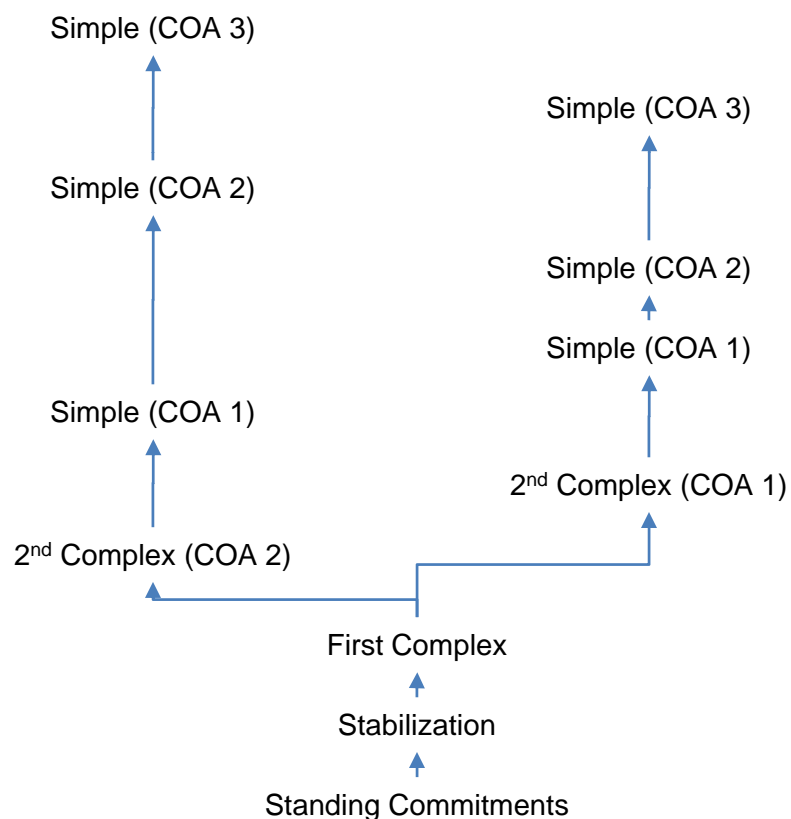 Simple (COA 3)
Simple (COA 3)
Simple (COA 2)
Simple (COA 2)
Simple (COA 1)
Simple (COA 1)
2nd Complex (COA 1)
2nd Complex (COA 2)
First Complex
Stabilization
Standing Commitments